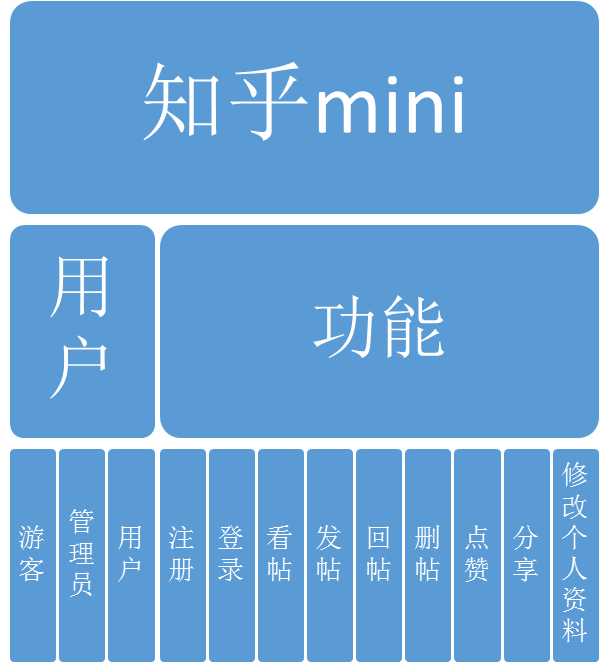 知乎mini
用户
功能
游客
管理员
用户
注册
登录
看帖
发帖
回帖
删帖
点赞
分享
修改个人资料